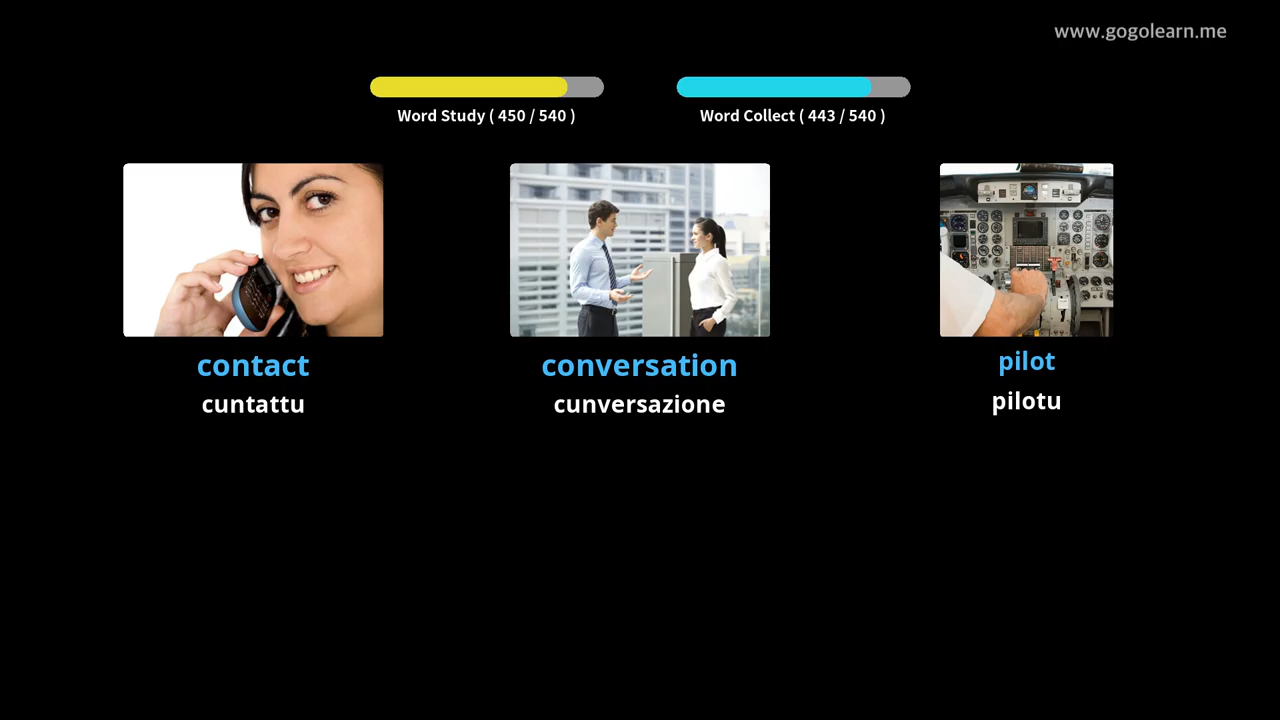 www.gogolearn.me
Word Study ( 450 / 540 )
Word Collect ( 443 / 540 )
contact
conversation
pilot
cuntattu
cunversazione
pilotu